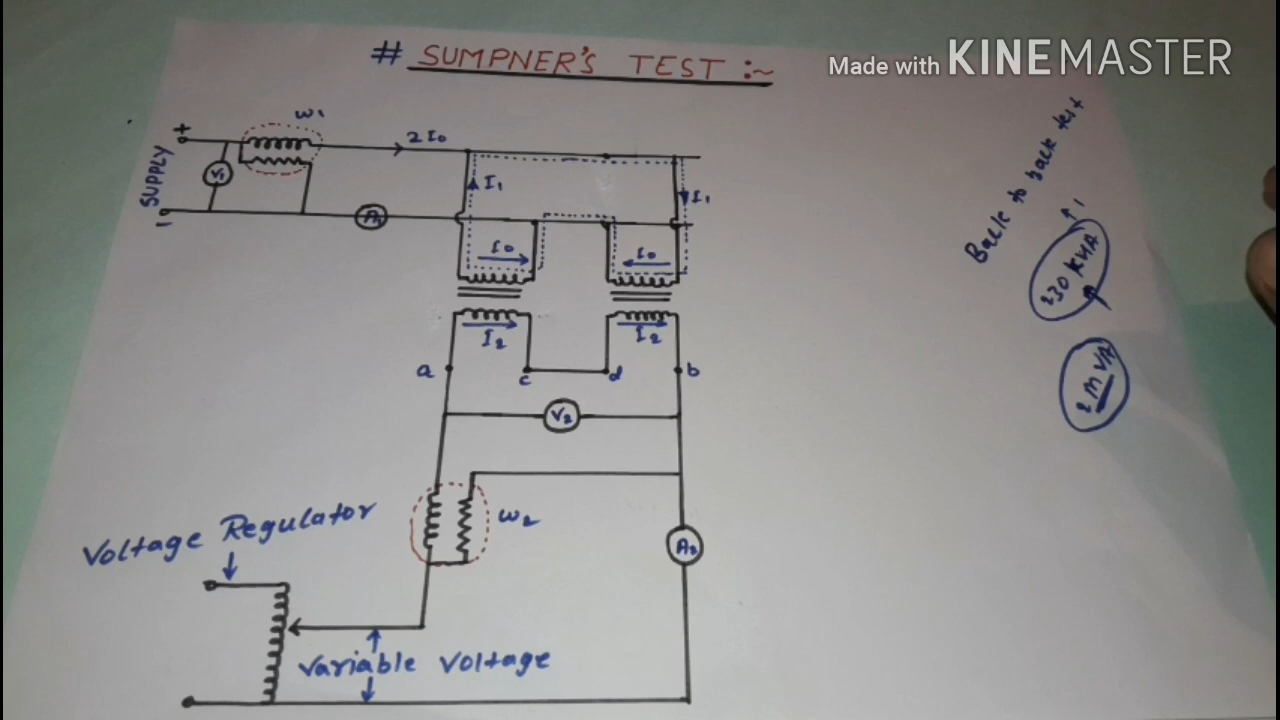 # SUMPNER'S TEST :~
Made with KINEMASTER
W1
+
2I0
V1
SUPPLY
-
A1
I1
I1
I0
I0
I2
I2
a
c
d
b
V2
W2
A2
Voltage Regulator
Variable Voltage
Back to back test
230 KVA
2 MVA